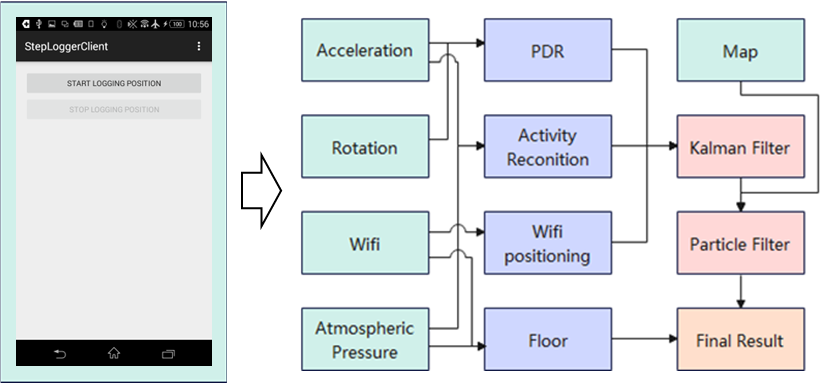 100 10:56
StepLoggerClient
START LOGGING POSITION
STOP LOGGING POSITION
Acceleration
PDR
Map
Rotation
Activity
Reconition
Kalman Filter
Wifi
Wifi
positioning
Particle Filter
Atmospheric
Pressure
Floor
Final Result